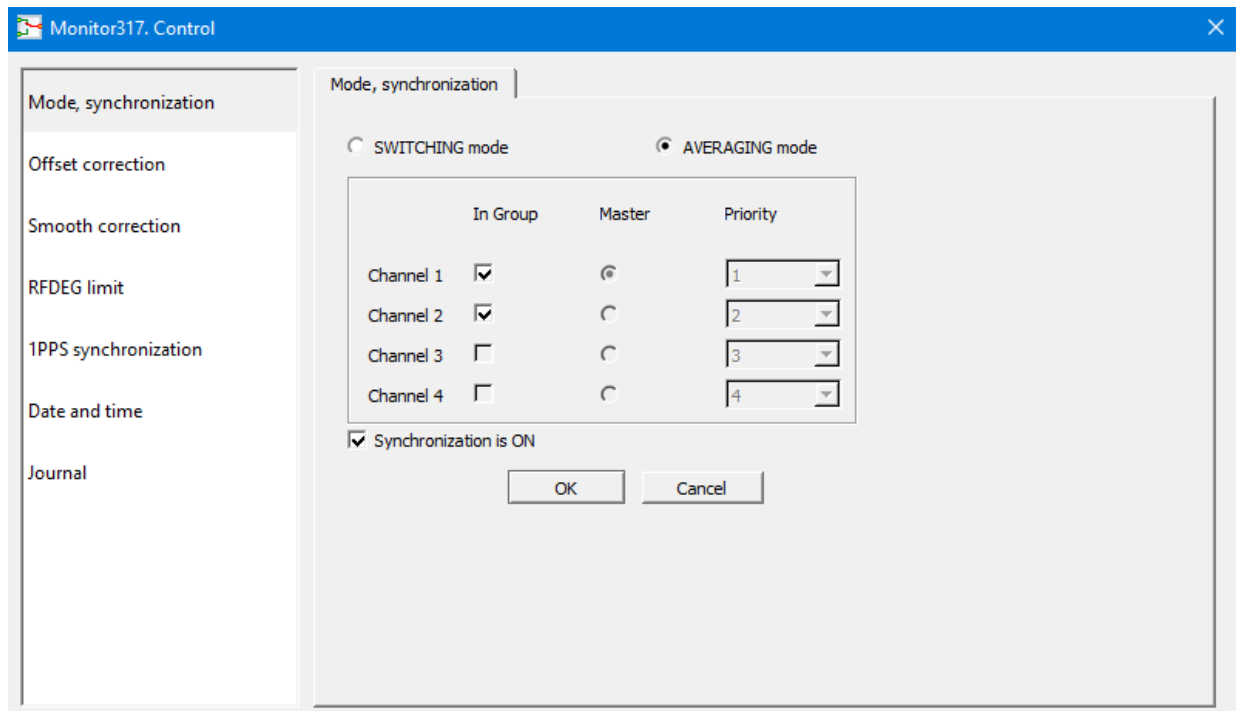 Monitor317. Control
Mode, synchronization
Offset correction
Smooth correction
RFDEG limit
1PPS synchronization
Date and time
Journal
Mode, synchronization
SWITCHING mode AVERAGING mode
In Group Master Priority
Channel 1 1
Channel 2 2
Channel 3 3
Channel 4 4
Synchronization is ON
OK Cancel